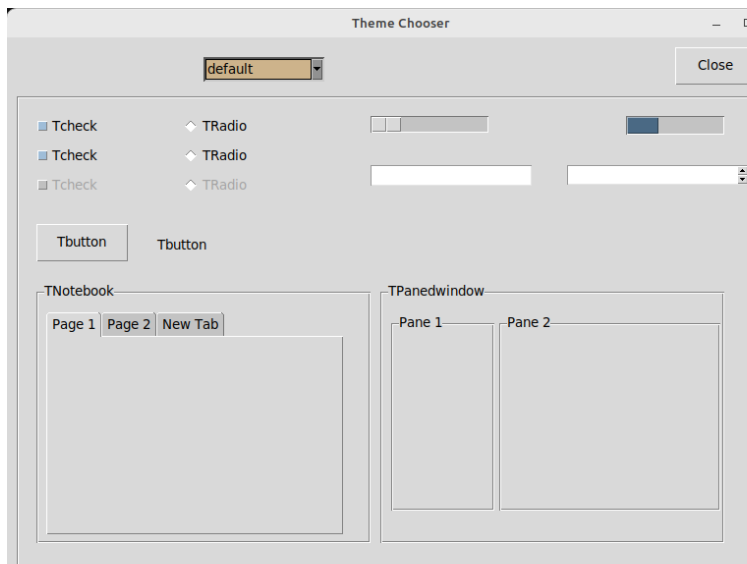 Theme Chooser
default
Close
Tcheck
TRadio
Tcheck
TRadio
Tcheck
TRadio
Tbutton
Tbutton
TNotebook
Page 1
Page 2
New Tab
TPanedwindow
Pane 1
Pane 2